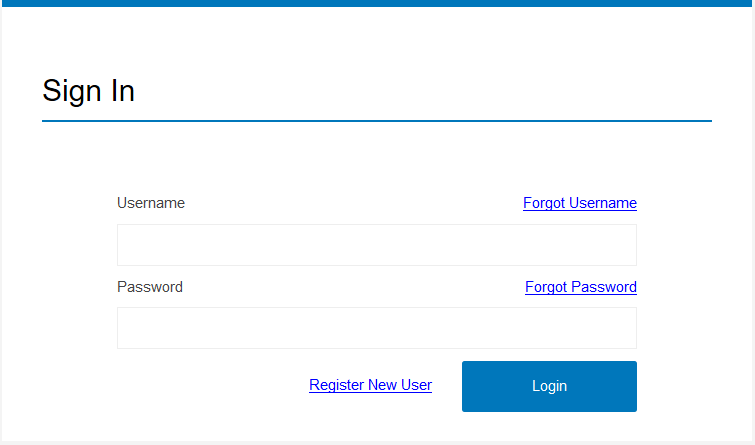 Sign In
Username Forgot Username
Password Forgot Password
Register New User Login